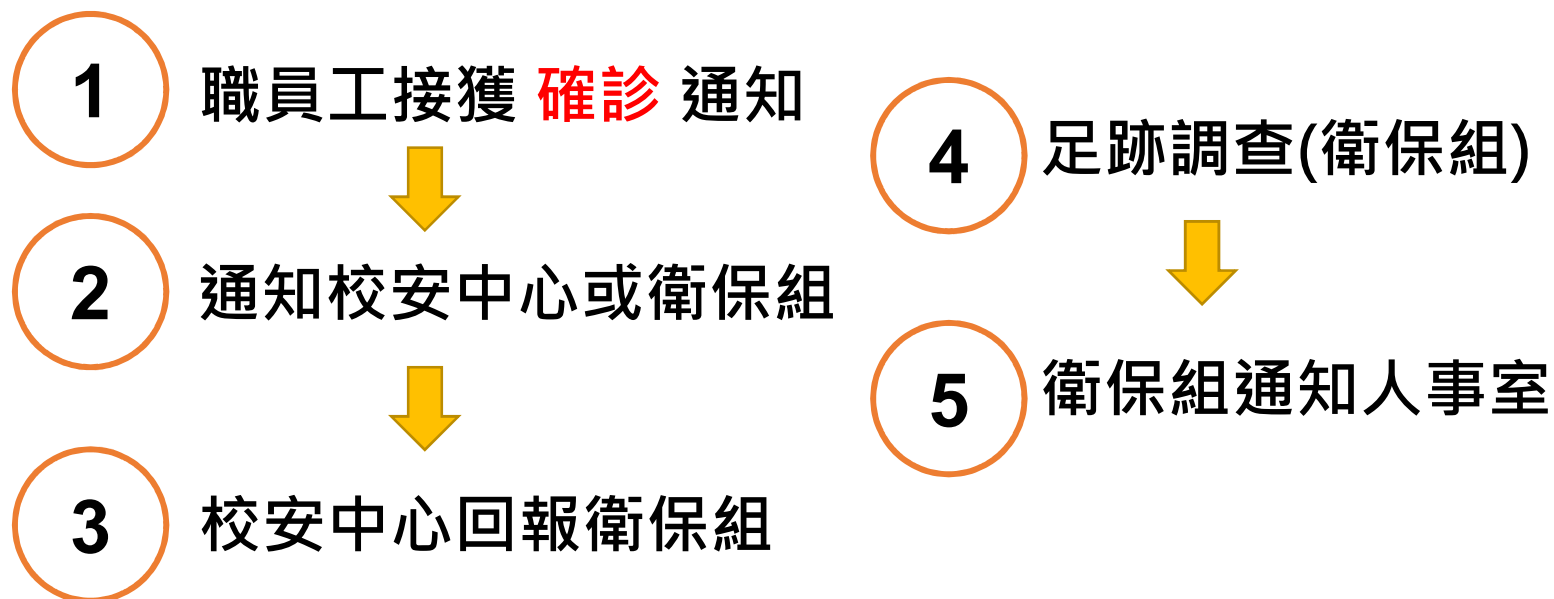 1 職員工接獲 確診 通知
2 通知校安中心或衛保組
3 校安中心回報衛保組
4 足跡調查(衛保組)
5 衛保組通知人事室